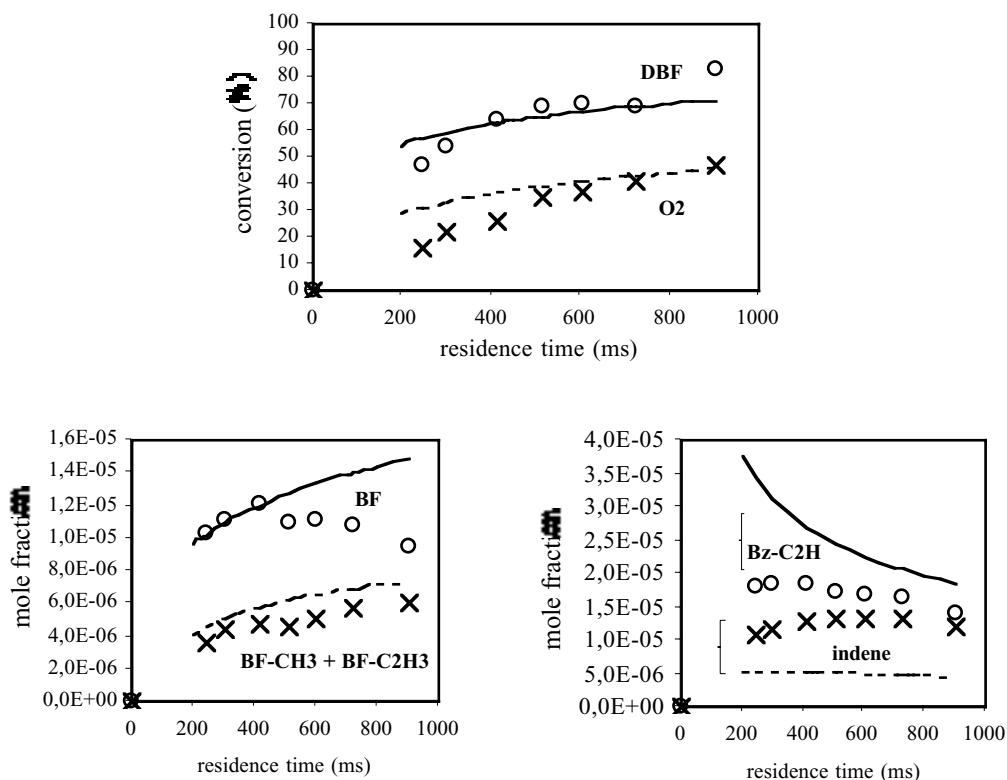 100
90
80
70
60
50
40
30
20
10
0
conversion
DBF
O2
0 200 400 600 800 1000
residence time (ms)
1,6E-05
1,4E-05
1,2E-05
1,0E-05
8,0E-06
6,0E-06
4,0E-06
2,0E-06
0,0E+00
mole
BF
BF-CH3 + BF-C2H3
0 200 400 600 800 1000
residence time (ms)
4,0E-05
3,5E-05
3,0E-05
2,5E-05
2,0E-05
1,5E-05
1,0E-05
5,0E-06
0,0E+00
mole
Bz-C2H
indene
0 200 400 600 800 1000
residence time (ms)